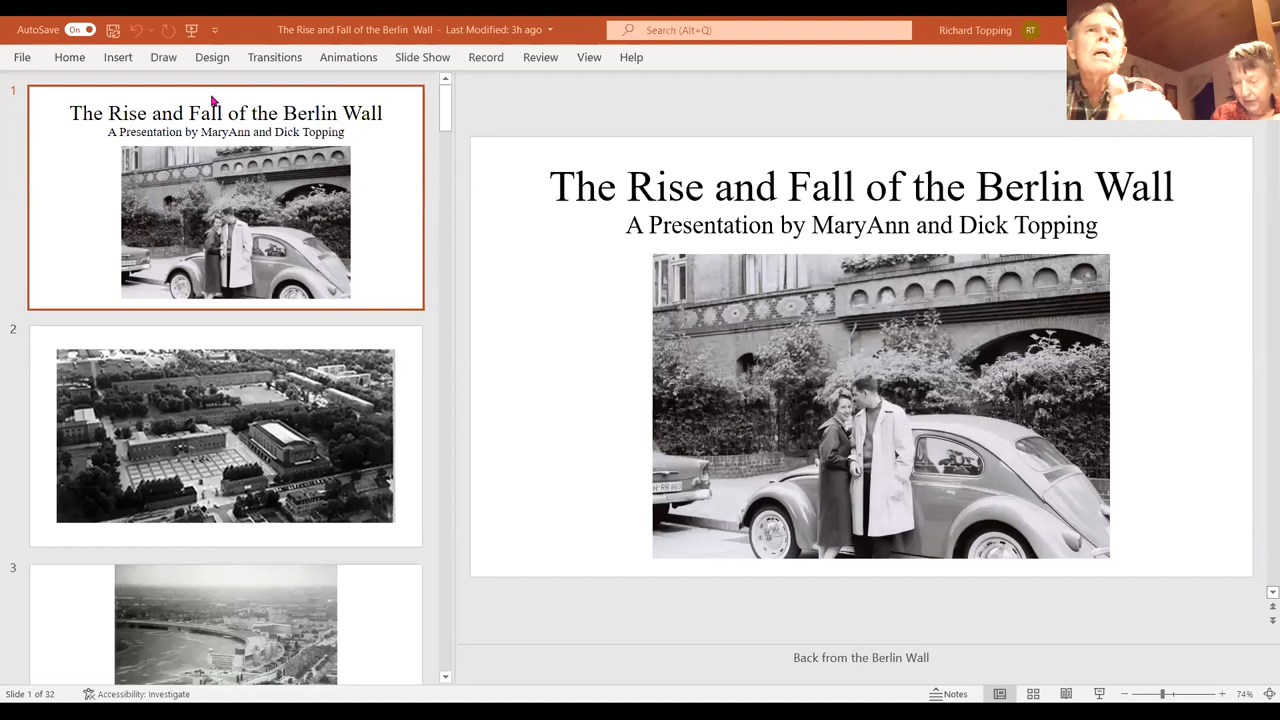 AutoSave On
The Rise and Fall of the Berlin Wall - Last Modified: 3h ago
Search (Alt+Q)
Richard Topping RT
File Home Insert Draw Design Transitions Animations Slide Show Record Review View Help
1
The Rise and Fall of the Berlin Wall
A Presentation by MaryAnn and Dick Topping
2
3
The Rise and Fall of the Berlin Wall
A Presentation by MaryAnn and Dick Topping
Back from the Berlin Wall
Slide 1 of 32 Accessibility: Investigate Notes 74%